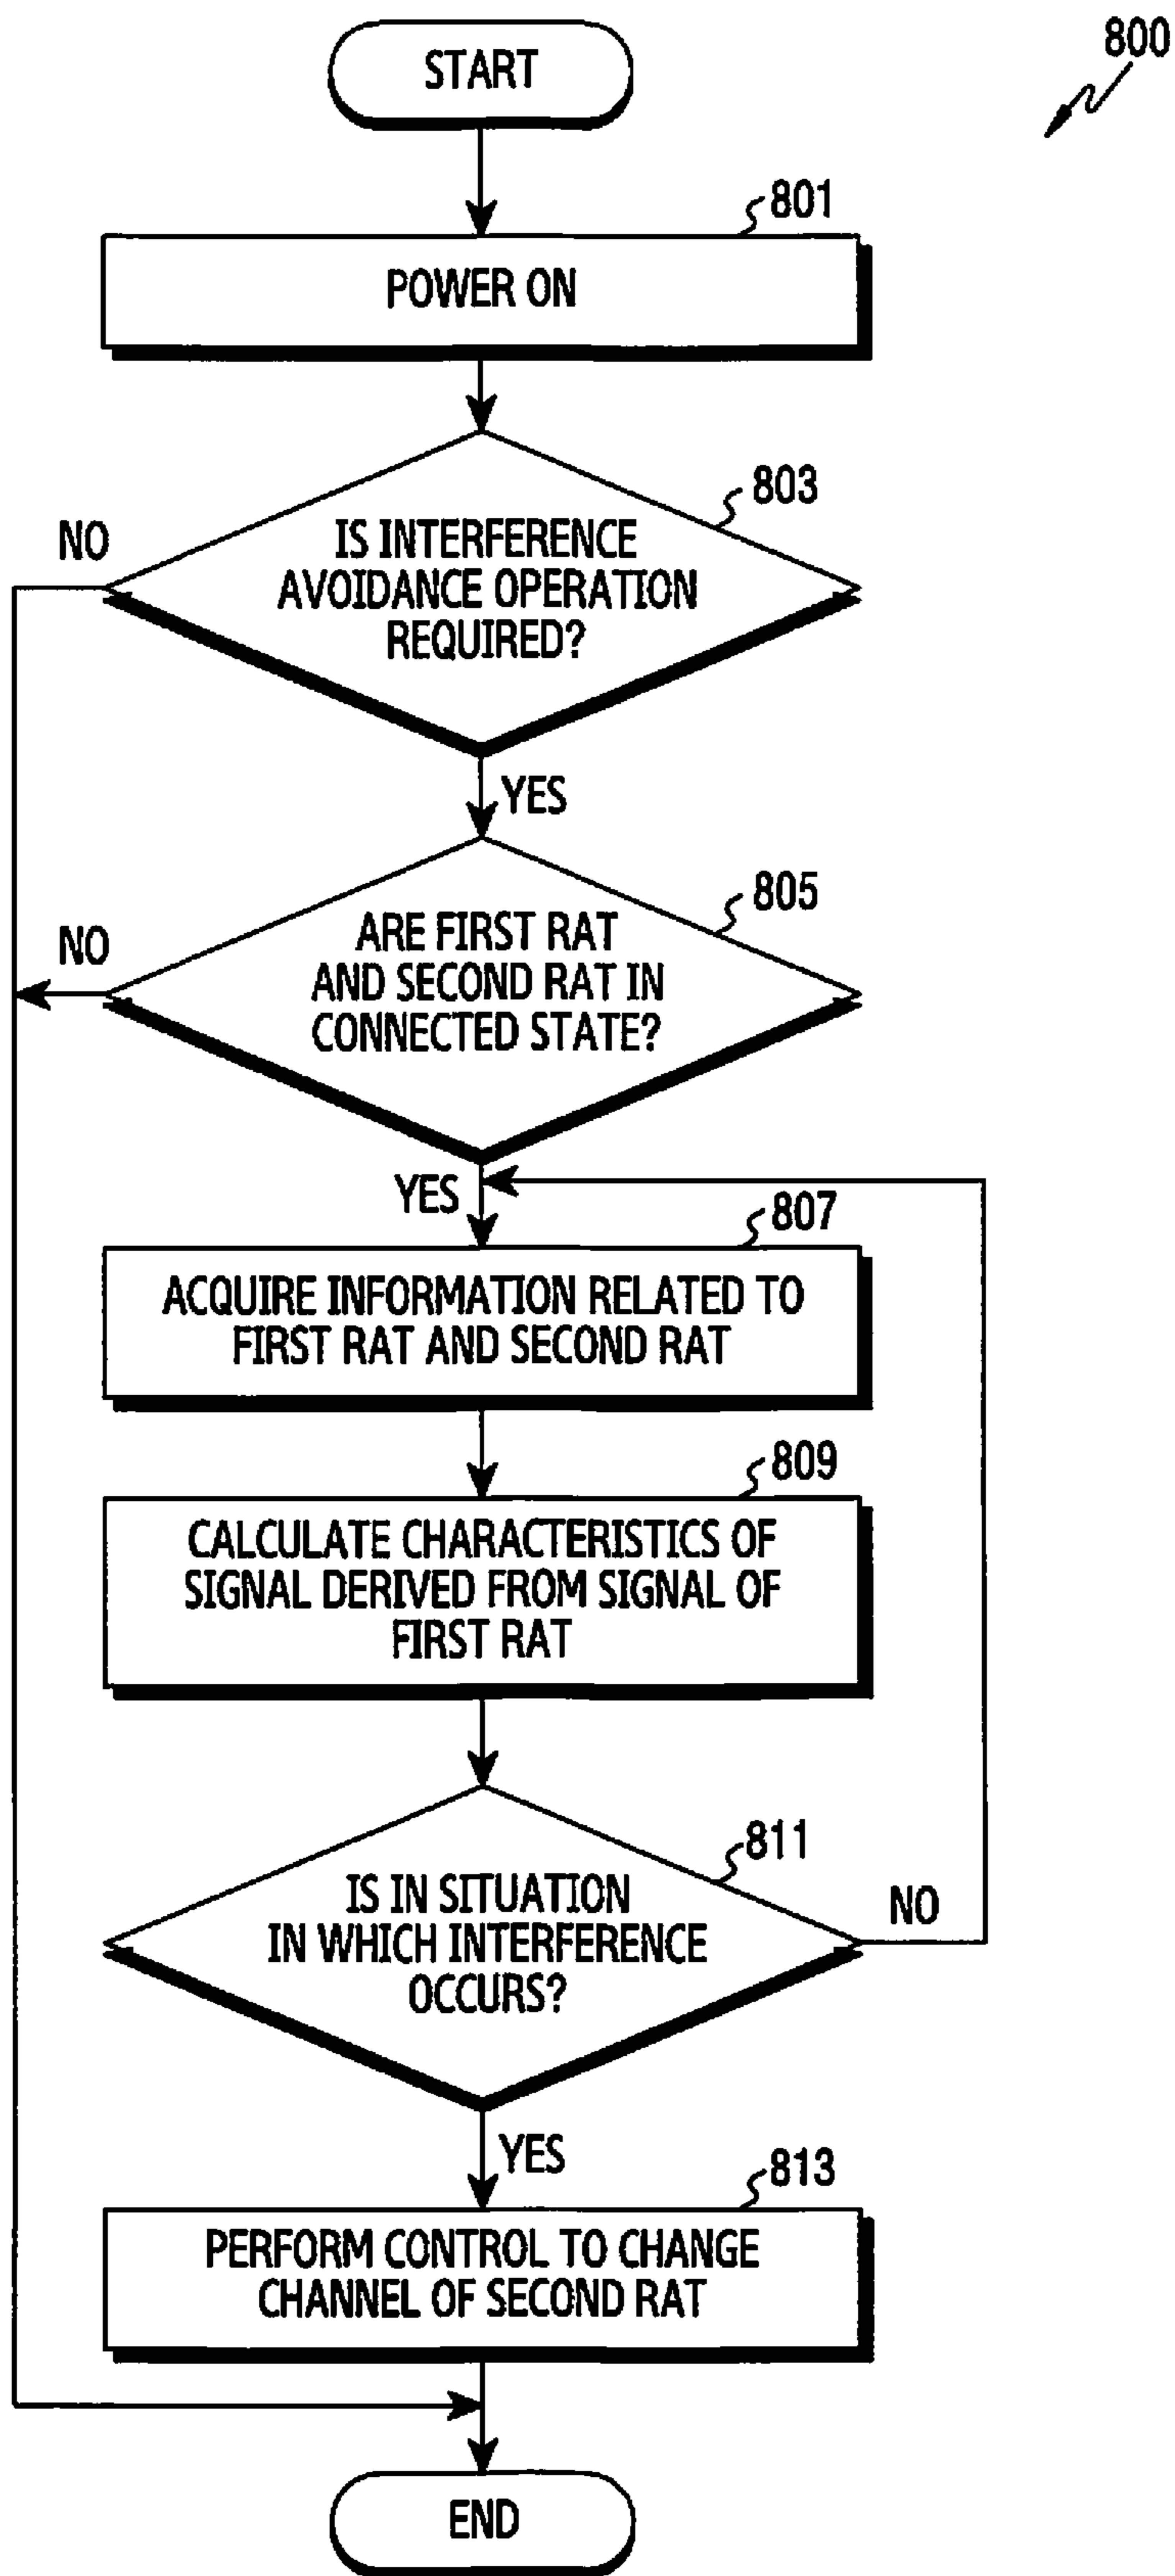 800
START
801
POWER ON
803
NO
IS INTERFERENCE
AVOIDANCE OPERATION
REQUIRED?
YES
805
NO
ARE FIRST RAT
AND SECOND RAT IN
CONNECTED STATE?
YES
807
ACQUIRE INFORMATION RELATED TO
FIRST RAT AND SECOND RAT
809
CALCULATE CHARACTERISTICS OF
SIGNAL DERIVED FROM SIGNAL OF
FIRST RAT
811
IS IN SITUATION
IN WHICH INTERFERENCE
OCCURS?
NO
YES
813
PERFORM CONTROL TO CHANGE
CHANNEL OF SECOND RAT
END